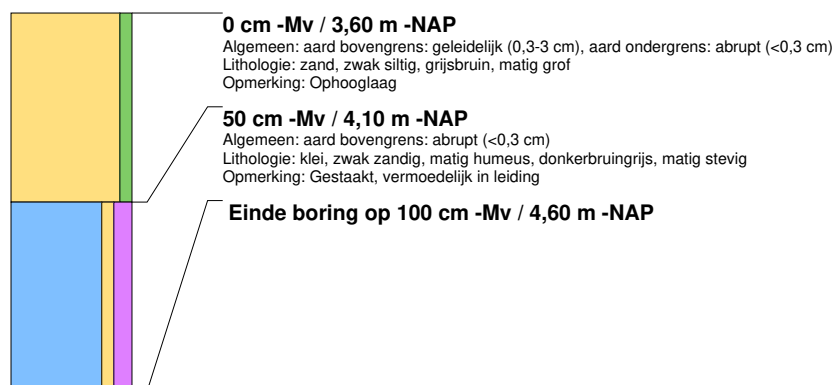 0 cm -Mv / 3,60 m -NAP
Algemeen: aard bovengrens: geleidelijk (0,3-3 cm), aard ondergrens: abrupt (<0,3 cm)
Lithologie: zand, zwak siltig, grijsbruin, matig grof
Opmerking: Ophooglaag
50 cm -Mv / 4,10 m -NAP
Algemeen: aard bovengrens: abrupt (<0,3 cm)
Lithologie: klei, zwak zandig, matig humeus, donkerbruingrijs, matig stevig
Opmerking: Gestaakt, vermoedelijk in leiding
Einde boring op 100 cm -Mv / 4,60 m -NAP